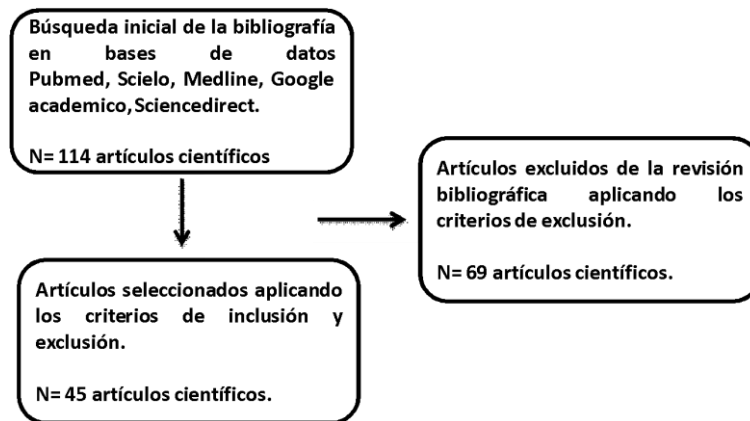 Búsqueda inicial de la bibliografía
en bases de datos
Pubmed, Scielo, Medline, Google
academico, Sciencedirect.
N= 114 artículos científicos
Artículos excluidos de la revisión
bibliográfica aplicando los
criterios de exclusión.
N= 69 artículos científicos.
Artículos seleccionados aplicando
los criterios de inclusión y
exclusión.
N= 45 artículos científicos.